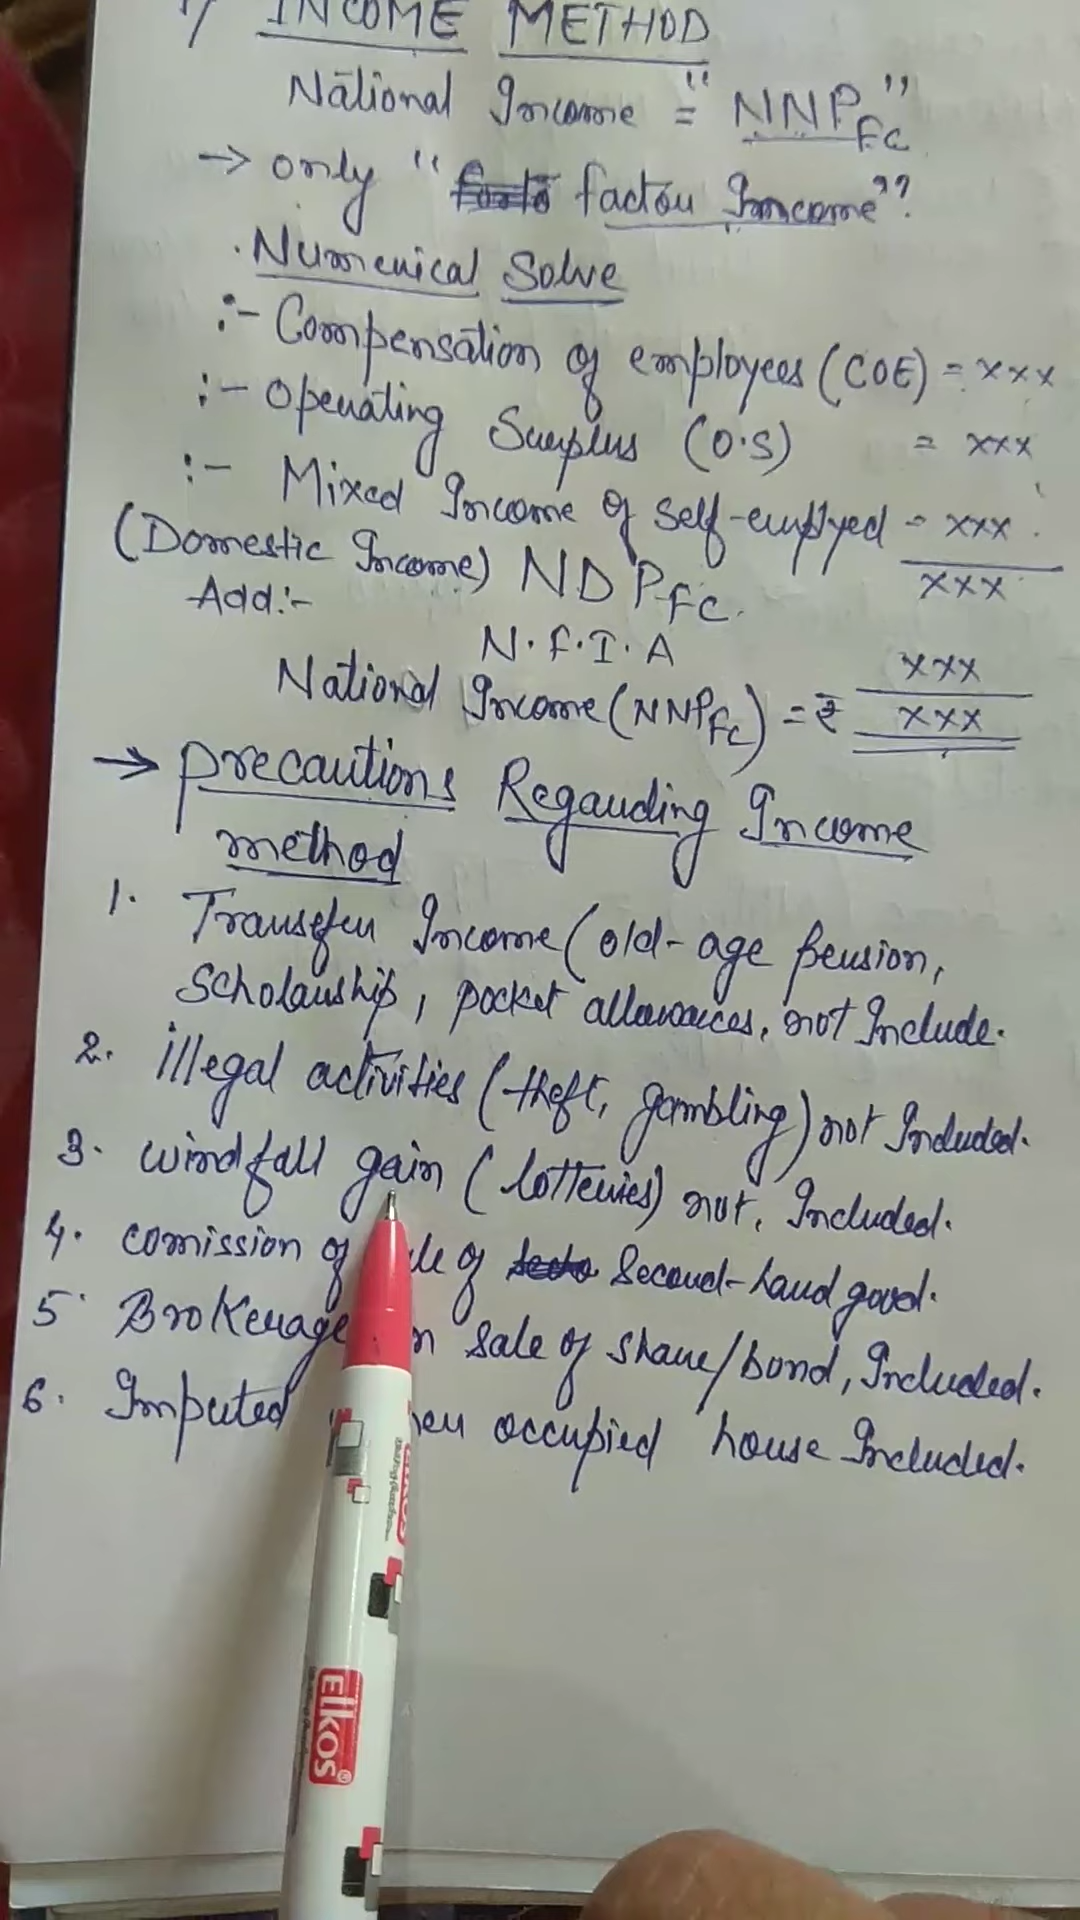 1) INCOME METHOD
National Income = "NNPFC"
→ only "factor Income".
. Numerical Solve
:- Compensation of employees (COE) = xxx
:- Operating Surplus (O.S) = xxx
:- Mixed Income of self-emplyed = xxx
(Domestic Income) NDPFC. xxx
Add:-
N.F.I.A xxx
National Income (NNPFC) = ₹ xxx
→ precautions Regarding Income
method
1. Transfer Income (old-age pension,
Scholarship, pocket allowances, not Include.
2. illegal activities (theft, gambling) not Included.
3. windfall gain (lotteries) not, Included.
4. comission of of Second-hand good.
5. Brokerage sale of share/bond, Included.
6. Imputed occupied house Included.
elkos